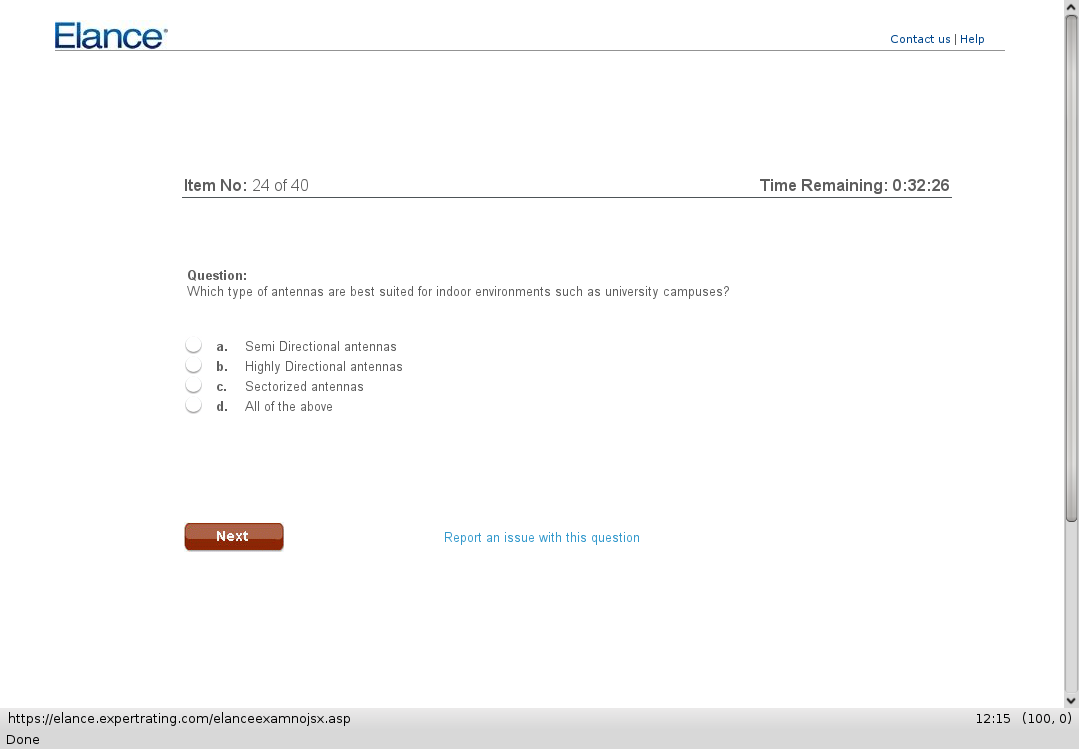 Elance
Contact us | Help
Item No: 24 of 40
Time Remaining: 0:32:26
Question:
Which type of antennas are best suited for indoor environments such as university campuses?
a. Semi Directional antennas
b. Highly Directional antennas
c. Sectorized antennas
d. All of the above
Next
Report an issue with this question
https://elance.expertrating.com/elanceexamnojsx.asp
12:15 (100, 0)
Done